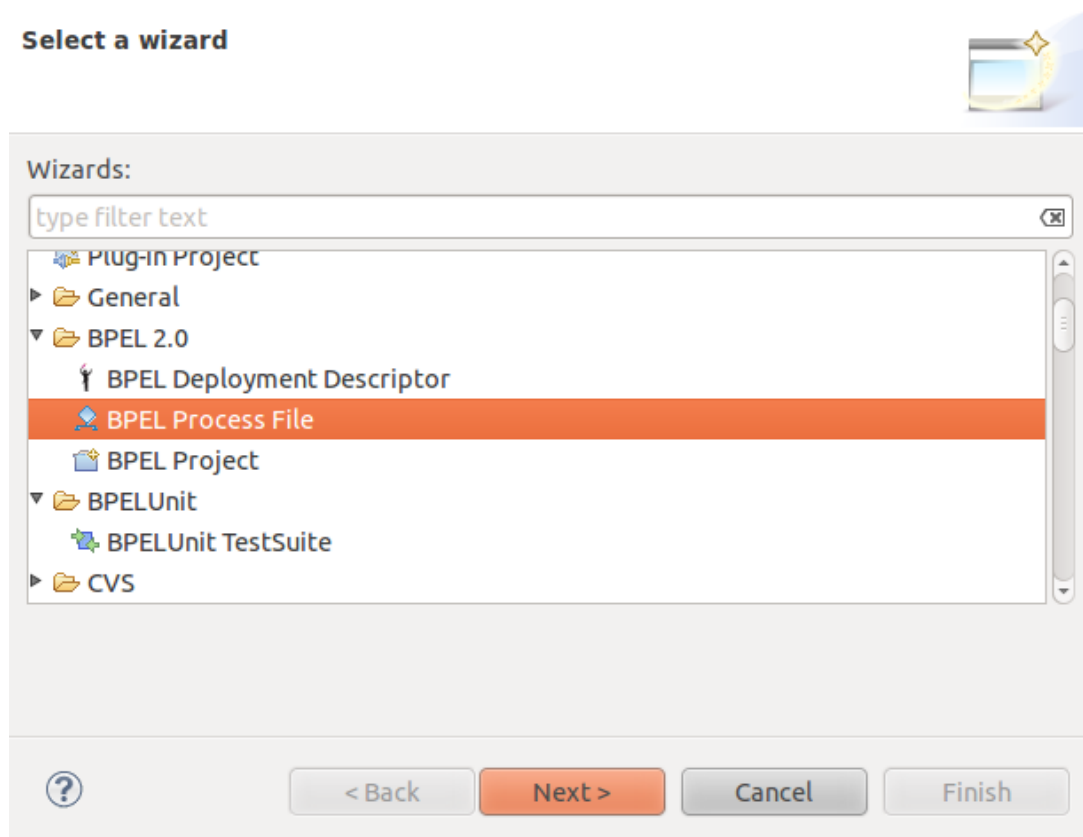 Select a wizard
Wizards:
type filter text
Plug-in Project
General
BPEL 2.0
BPEL Deployment Descriptor
BPEL Process File
BPEL Project
BPELUnit
BPELUnit TestSuite
CVS
? < Back Next > Cancel Finish